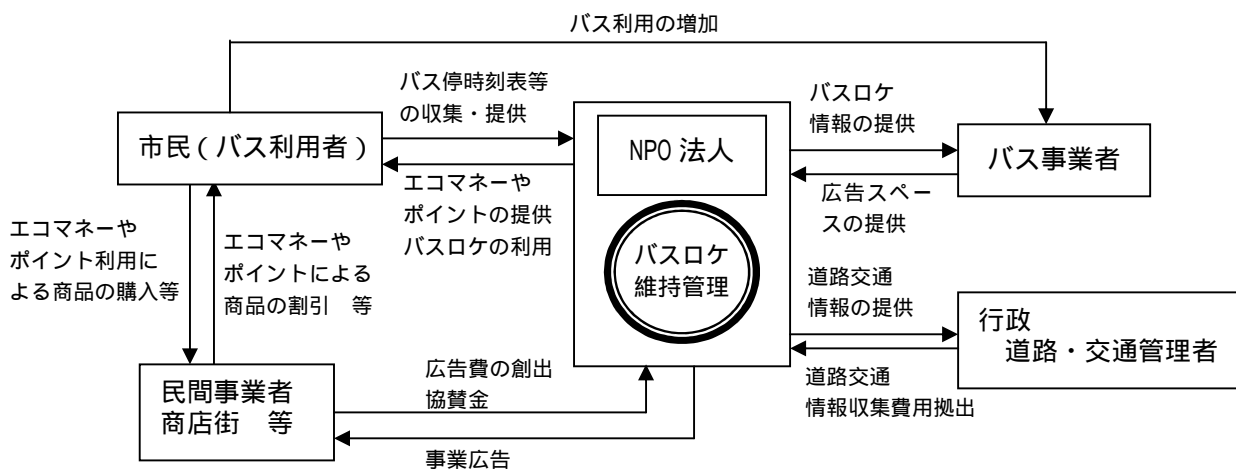 バス利用の増加
バス停時刻表等
の収集・提供
バスロケ
情報の提供
市民（バス利用者）
NPO 法人
バス事業者
エコマネーや
ポイントの提供
バスロケの利用
広告スペー
スの提供
エコマネーや
ポイント利用に
よる商品の購入等
エコマネーや
ポイントによる
商品の割引　等
バスロケ
維持管理
道路交通
情報の提供
行政
道路・交通管理者
民間事業者
商店街　等
広告費の創出
協賛金
道路交通
情報収集費用拠出
事業広告